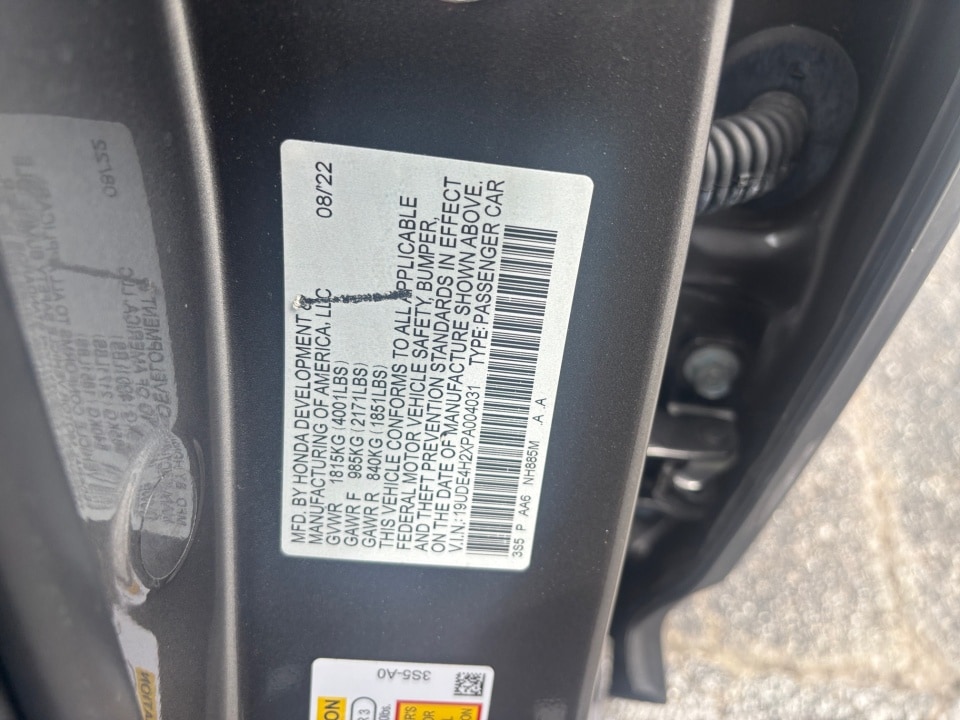 MFD. BY HONDA DEVELOPMENT & 08/'22
MANUFACTURING OF AMERICA, LLC
GVWR 1815KG (4001LBS)
GAWR F 985KG (2171LBS)
GAWR R 840KG (1851LBS)
THIS VEHICLE CONFORMS TO ALL APPLICABLE
FEDERAL MOTOR VEHICLE SAFETY, BUMPER,
AND THEFT PREVENTION STANDARDS IN EFFECT
ON THE DATE OF MANUFACTURE SHOWN ABOVE.
V.I.N.: 19UDE4H2XPA004031 TYPE: PASSENGER CAR
3S5 P AA6 NH885M A .A
3S5-A0